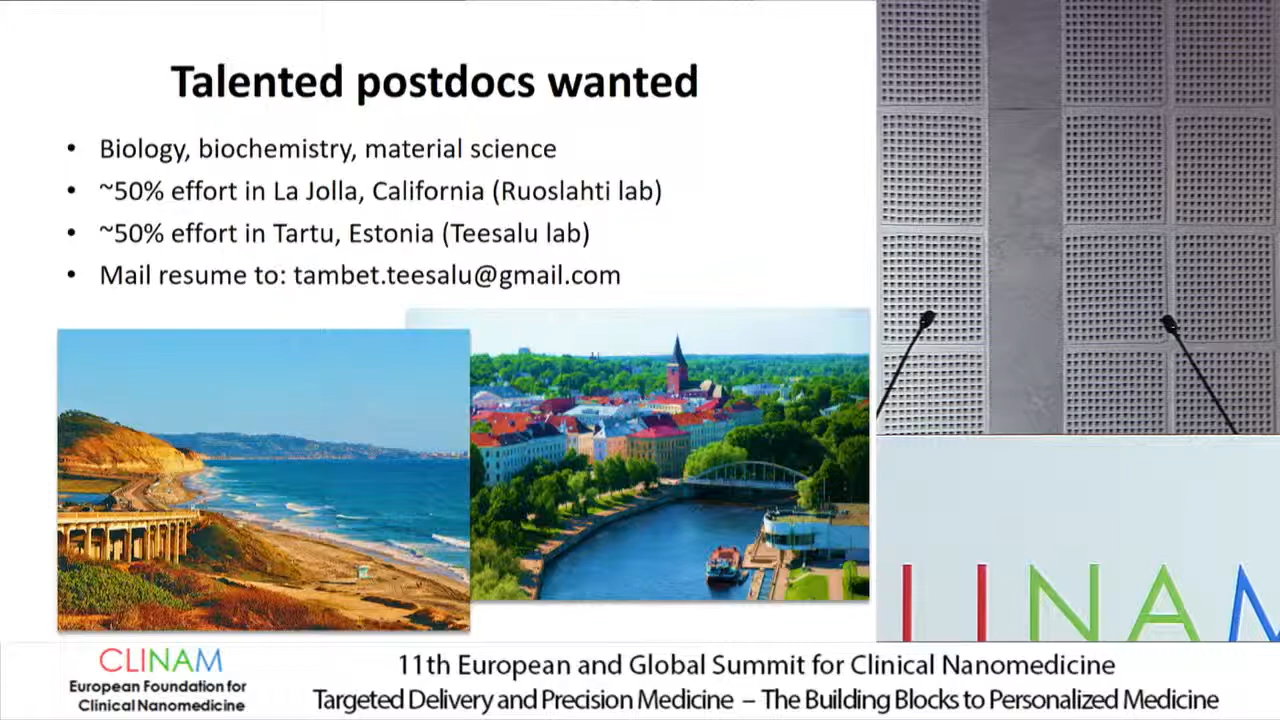 Talented postdocs wanted
• Biology, biochemistry, material science
• ~50% effort in La Jolla, California (Ruoslahti lab)
• ~50% effort in Tartu, Estonia (Teesalu lab)
• Mail resume to: tambet.teesalu@gmail.com
LINAM
CLINAM
European Foundation for
Clinical Nanomedicine
11th European and Global Summit for Clinical Nanomedicine
Targeted Delivery and Precision Medicine – The Building Blocks to Personalized Medicine